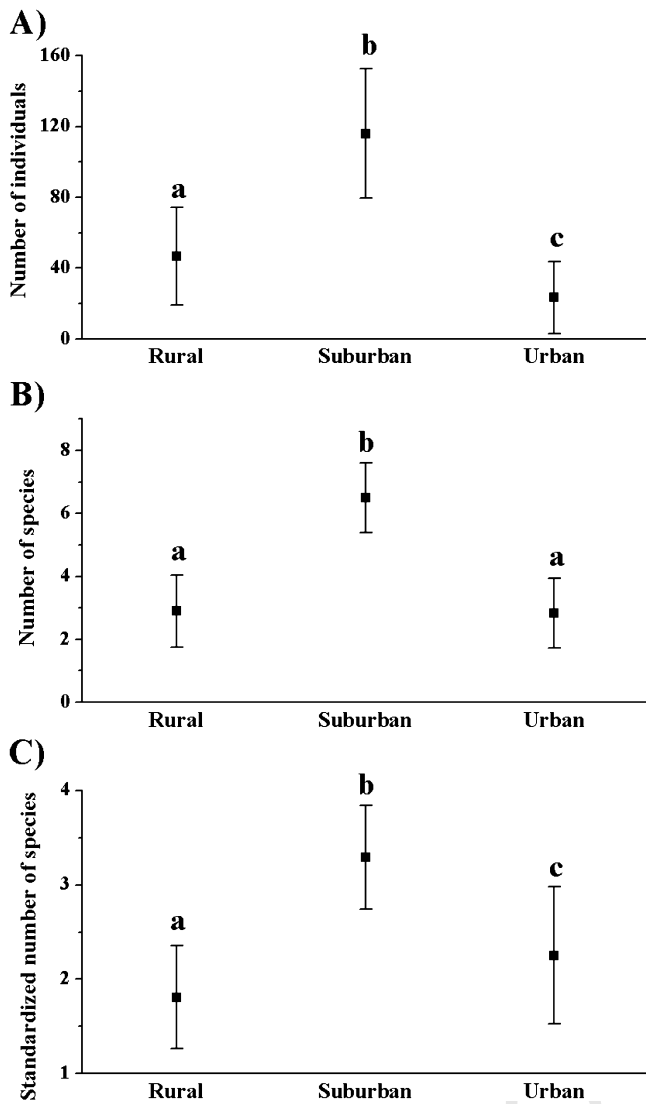 A)
Number of individuals
160
120
80
40
0
a
b
c
Rural Suburban Urban
B)
Number of species
8
6
4
2
0
a
b
a
Rural Suburban Urban
C)
Standardized number of species
4
3
2
1
a
b
c
Rural Suburban Urban